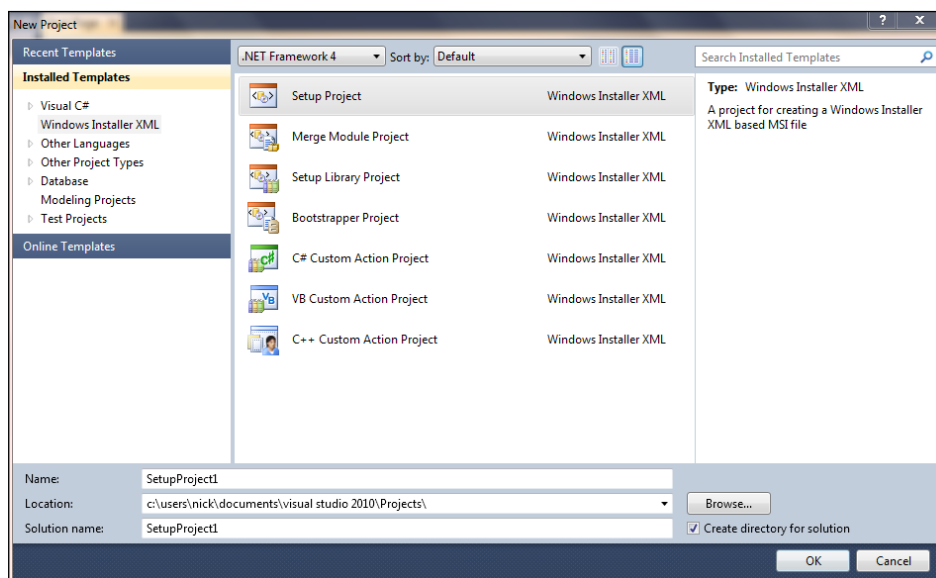 New Project
Recent Templates
Installed Templates
Visual C#
Windows Installer XML
Other Languages
Other Project Types
Database
Modeling Projects
Test Projects
Online Templates
.NET Framework 4 Sort by: Default
Setup Project Windows Installer XML
Merge Module Project Windows Installer XML
Setup Library Project Windows Installer XML
Bootstrapper Project Windows Installer XML
C# Custom Action Project Windows Installer XML
VB Custom Action Project Windows Installer XML
C++ Custom Action Project Windows Installer XML
Search Installed Templates
Type: Windows Installer XML
A project for creating a Windows Installer
XML based MSI file
Name: SetupProject1
Location: c:\users\nick\documents\visual studio 2010\Projects\ Browse...
Solution name: SetupProject1 Create directory for solution
OK Cancel